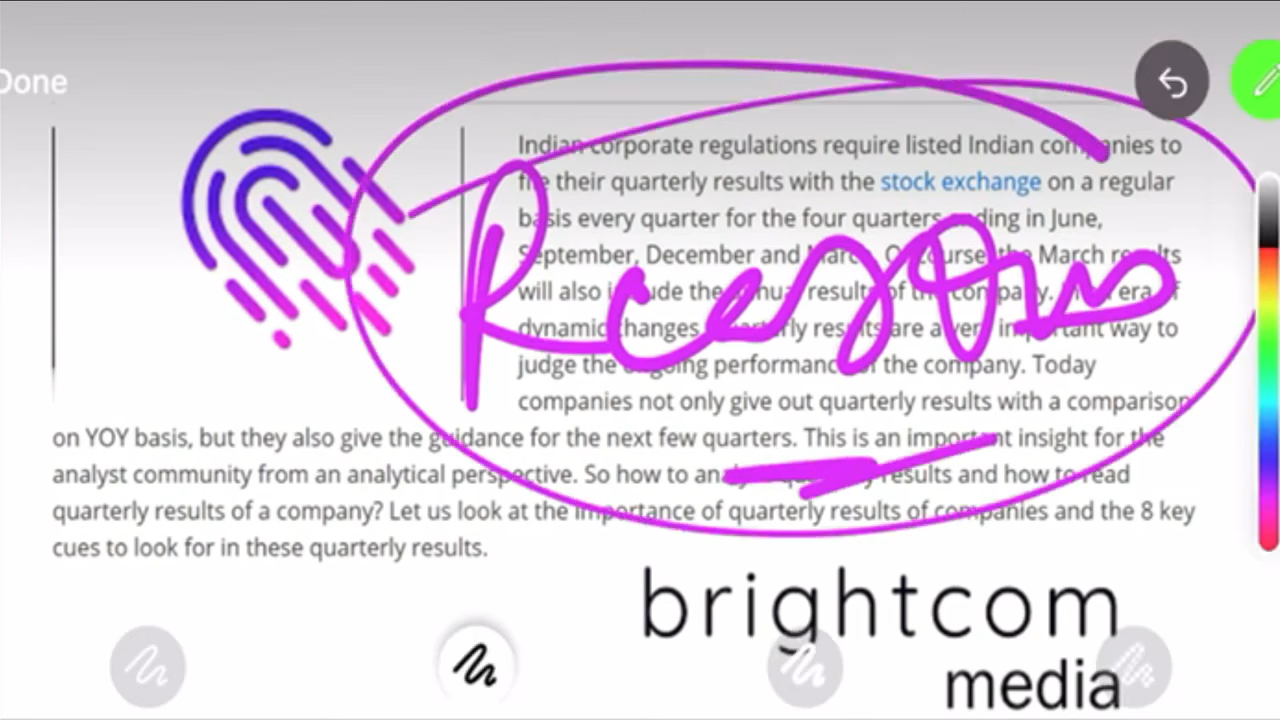 Done
Indian corporate regulations require listed Indian companies to
file their quarterly results with the stock exchange on a regular
basis every quarter for the four quarters ending in June,
September, December and March. Of course, the March results
will also include the annual results of the company. In an era of
dynamic changes quarterly results are a very important way to
judge the ongoing performance of the company. Today
companies not only give out quarterly results with a comparison
on YOY basis, but they also give the guidance for the next few quarters. This is an important insight for the
analyst community from an analytical perspective. So how to analyse quarterly results and how to read
quarterly results of a company? Let us look at the importance of quarterly results of companies and the 8 key
cues to look for in these quarterly results.
brightcom
media